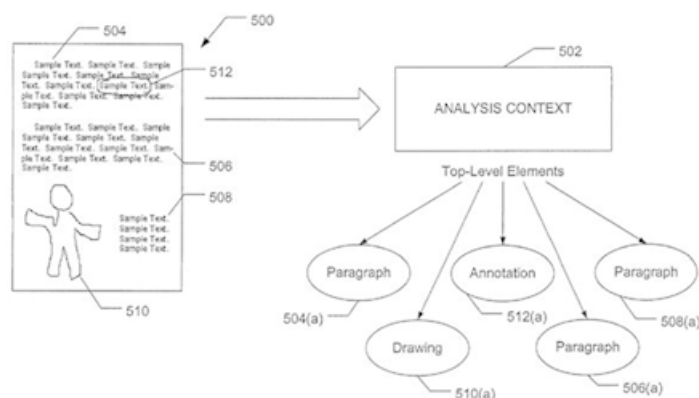 504
500
Sample Text. Sample Text. Sample
Sample Text. Sample Text. Sample
Text. Sample Text. Sample Text. Sam-
ple Text. Sample Text. Sample
Sample Text.
512
Sample Text. Sample Text. Sample
Sample Text. Sample Text. Sample
Text. Sample Text. Sample Text. Sam-
ple Text. Sample Text. Sample Text.
Sample Text.
506
508
Sample Text.
Sample Text.
Sample Text.
Sample Text.
510
502
ANALYSIS CONTEXT
Top-Level Elements
Paragraph
Annotation
Paragraph
504(a)
512(a)
508(a)
Drawing
Paragraph
510(a)
506(a)